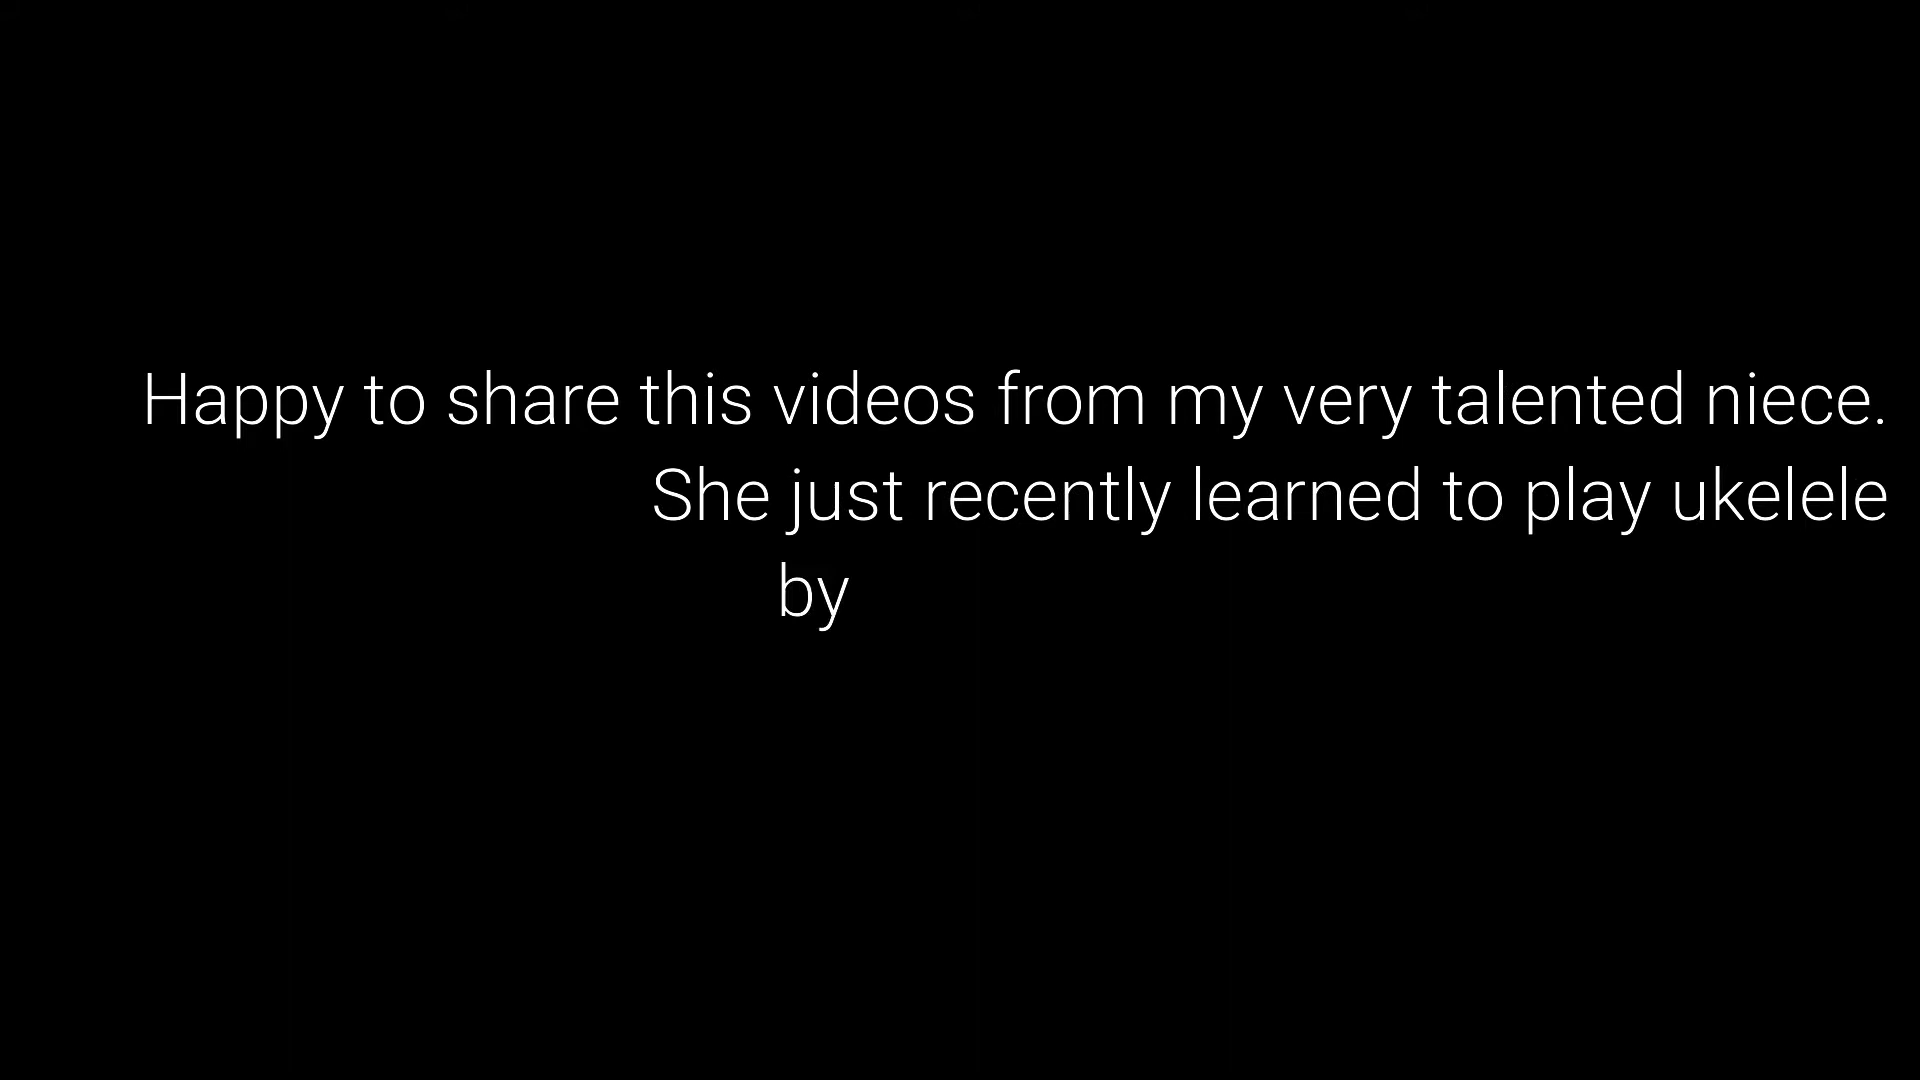 Happy to share this videos from my very talented niece.
She just recently learned to play ukelele
by